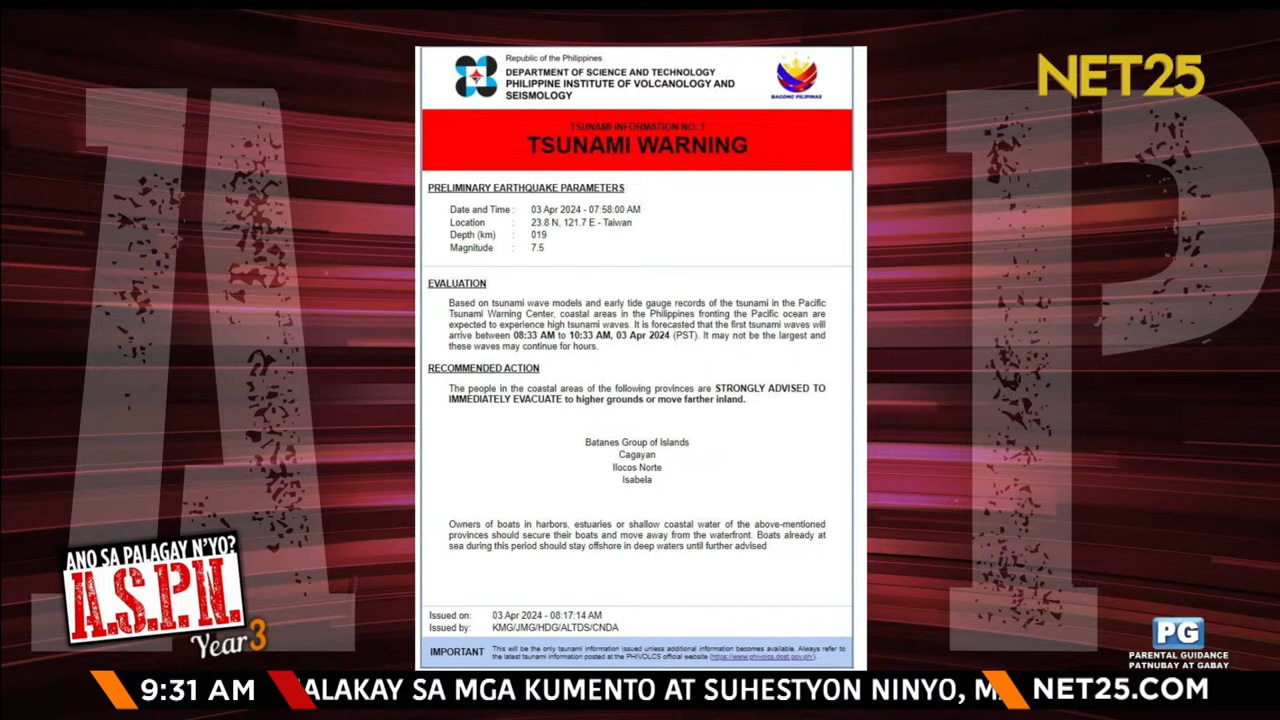 Republic of the Philippines
DEPARTMENT OF SCIENCE AND TECHNOLOGY
PHILIPPINE INSTITUTE OF VOLCANOLOGY AND
SEISMOLOGY
BAGONG PILIPINAS
NET25
TSUNAMI INFORMATION NO. 1
TSUNAMI WARNING
PRELIMINARY EARTHQUAKE PARAMETERS
Date and Time : 03 Apr 2024 - 07:58:00 AM
Location : 23.8 N, 121.7 E - Taiwan
Depth (km) : 019
Magnitude : 7.5
EVALUATION
Based on tsunami wave models and early tide gauge records of the tsunami in the Pacific
Tsunami Warning Center, coastal areas in the Philippines fronting the Pacific ocean are
expected to experience high tsunami waves. It is forecasted that the first tsunami waves will
arrive between 08:33 AM to 10:33 AM, 03 Apr 2024 (PST). It may not be the largest and
these waves may continue for hours.
RECOMMENDED ACTION
The people in the coastal areas of the following provinces are STRONGLY ADVISED TO
IMMEDIATELY EVACUATE to higher grounds or move farther inland.
Batanes Group of Islands
Cagayan
Ilocos Norte
Isabela
Owners of boats in harbors, estuaries or shallow coastal water of the above-mentioned
provinces should secure their boats and move away from the waterfront. Boats already at
sea during this period should stay offshore in deep waters until further advised
Issued on: 03 Apr 2024 - 08:17:14 AM
Issued by: KMG/JMG/HDG/ALTDS/CNDA
IMPORTANT
This will be the only tsunami information issued unless additional information becomes available. Always refer to
the latest tsunami information posted at the PHIVOLCS official website (https://www.phivolcs.dost.gov.ph/).
A
P
ANO SA PALAGAY N'YO?
A.S.P.N.
Year 3
PG
PARENTAL GUIDANCE
PATNUBAY AT GABAY
9:31 AM
ALAKAY SA MGA KUMENTO AT SUHESTYON NINYO, M
NET25.COM